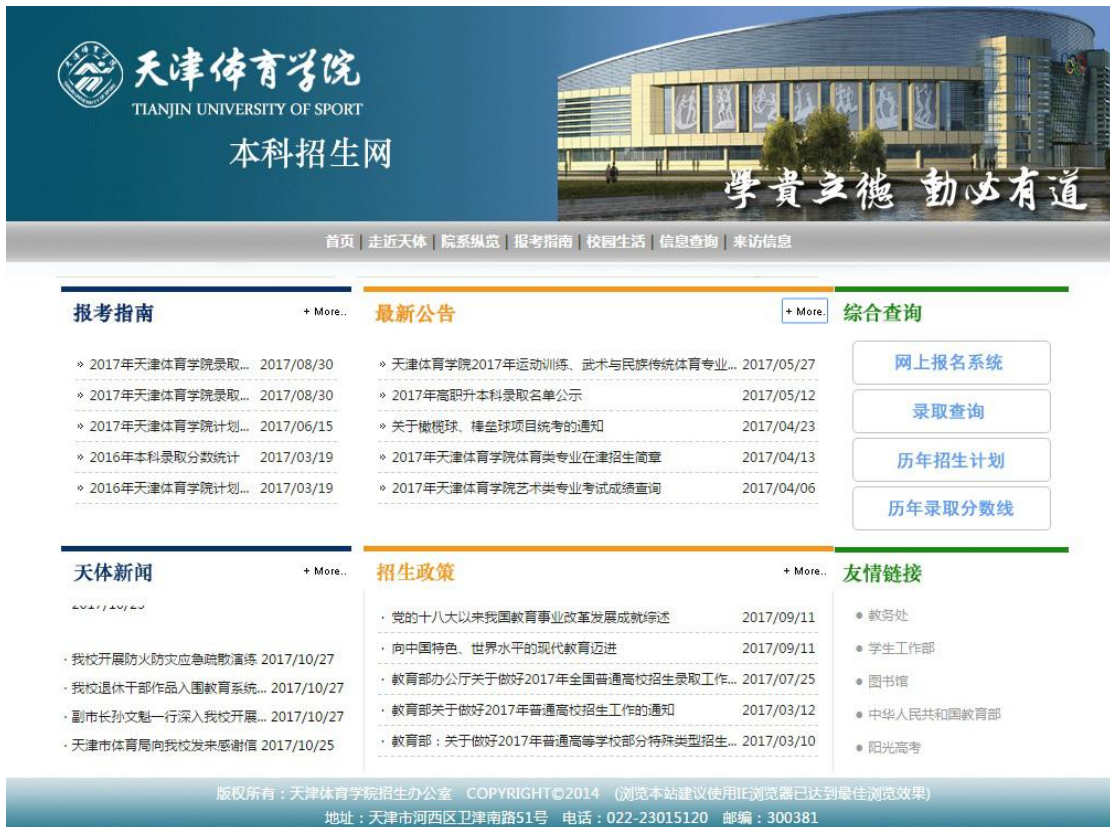 天津体育学院
TIANJIN UNIVERSITY OF SPORT
本科招生网
學貴立德 動必有道
首页 | 走近天体 | 院系纵览 | 报考指南 | 校园生活 | 信息查询 | 来访信息
报考指南 + More..
» 2017年天津体育学院录取... 2017/08/30
» 2017年天津体育学院录取... 2017/08/30
» 2017年天津体育学院计划... 2017/06/15
» 2016年本科录取分数统计 2017/03/19
» 2016年天津体育学院计划... 2017/03/19
最新公告 + More.
» 天津体育学院2017年运动训练、武术与民族传统体育专业... 2017/05/27
» 2017年高职升本科录取名单公示 2017/05/12
» 关于橄榄球、棒垒球项目统考的通知 2017/04/23
» 2017年天津体育学院体育类专业在津招生简章 2017/04/13
» 2017年天津体育学院艺术类专业考试成绩查询 2017/04/06
综合查询
网上报名系统
录取查询
历年招生计划
历年录取分数线
天体新闻 + More..
· 我校开展防火防灾应急疏散演练 2017/10/27
· 我校退休干部作品入围教育系统... 2017/10/27
· 副市长孙文魁一行深入我校开展... 2017/10/27
· 天津市体育局向我校发来感谢信 2017/10/25
招生政策 + More..
· 党的十八大以来我国教育事业改革发展成就综述 2017/09/11
· 向中国特色、世界水平的现代教育迈进 2017/09/11
· 教育部办公厅关于做好2017年全国普通高校招生录取工作... 2017/07/25
· 教育部关于做好2017年普通高校招生工作的通知 2017/03/12
· 教育部：关于做好2017年普通高等学校部分特殊类型招生... 2017/03/10
友情链接
● 教务处
● 学生工作部
● 图书馆
● 中华人民共和国教育部
● 阳光高考
版权所有：天津体育学院招生办公室 COPYRIGHT©2014 (浏览本站建议使用IE浏览器已达到最佳浏览效果)
地址：天津市河西区卫津南路51号 电话：022-23015120 邮编：300381